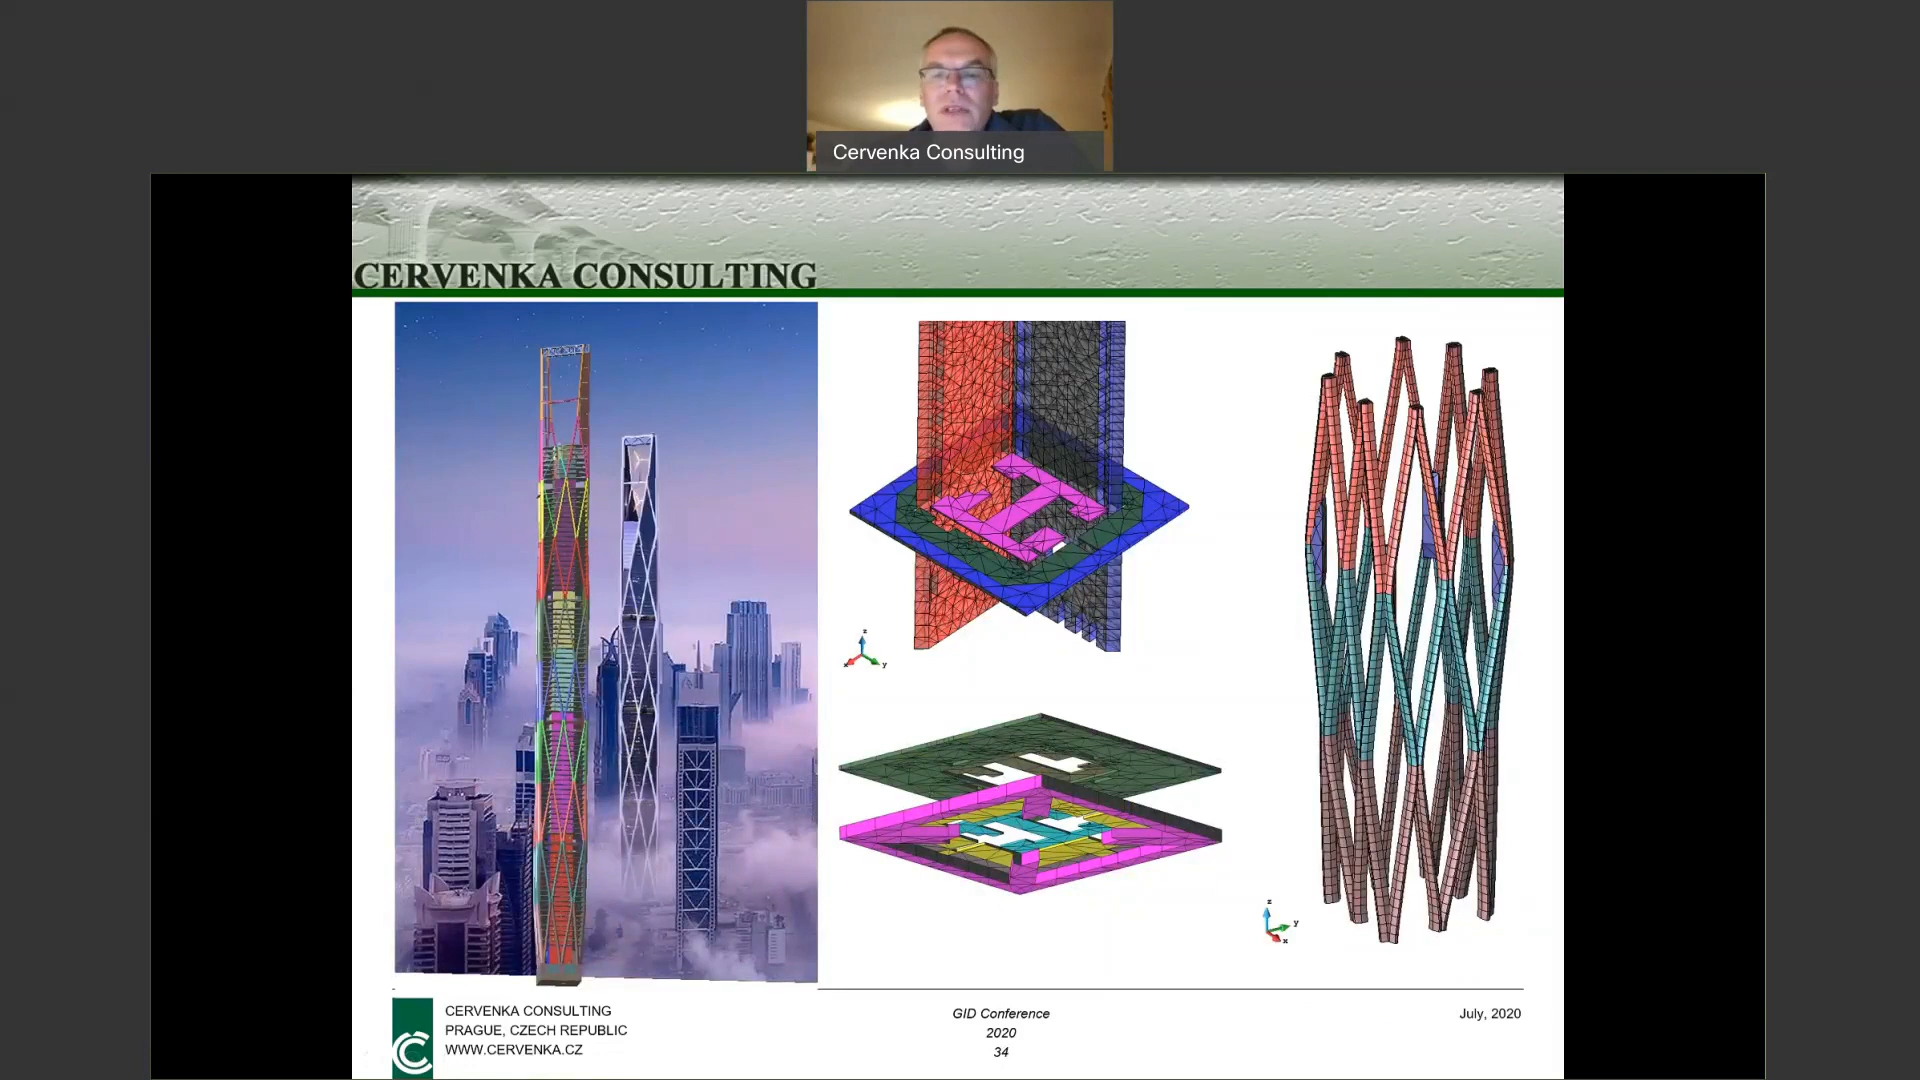 Cervenka Consulting
CERVENKA CONSULTING
z
x
y
z
y
x
CERVENKA CONSULTING
PRAGUE, CZECH REPUBLIC
WWW.CERVENKA.CZ
GID Conference
2020
34
July, 2020